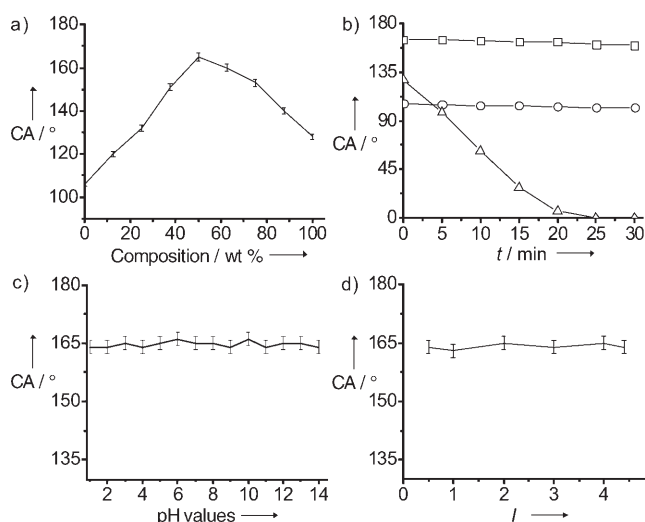 a)
180
160
140
120
100
CA / °
0 20 40 60 80 100
Composition / wt %
b)
180
135
90
45
0
CA / °
0 5 10 15 20 25 30
t / min
c)
180
165
150
135
CA / °
2 4 6 8 10 12 14
pH values
d)
180
165
150
135
CA / °
0 1 2 3 4
I